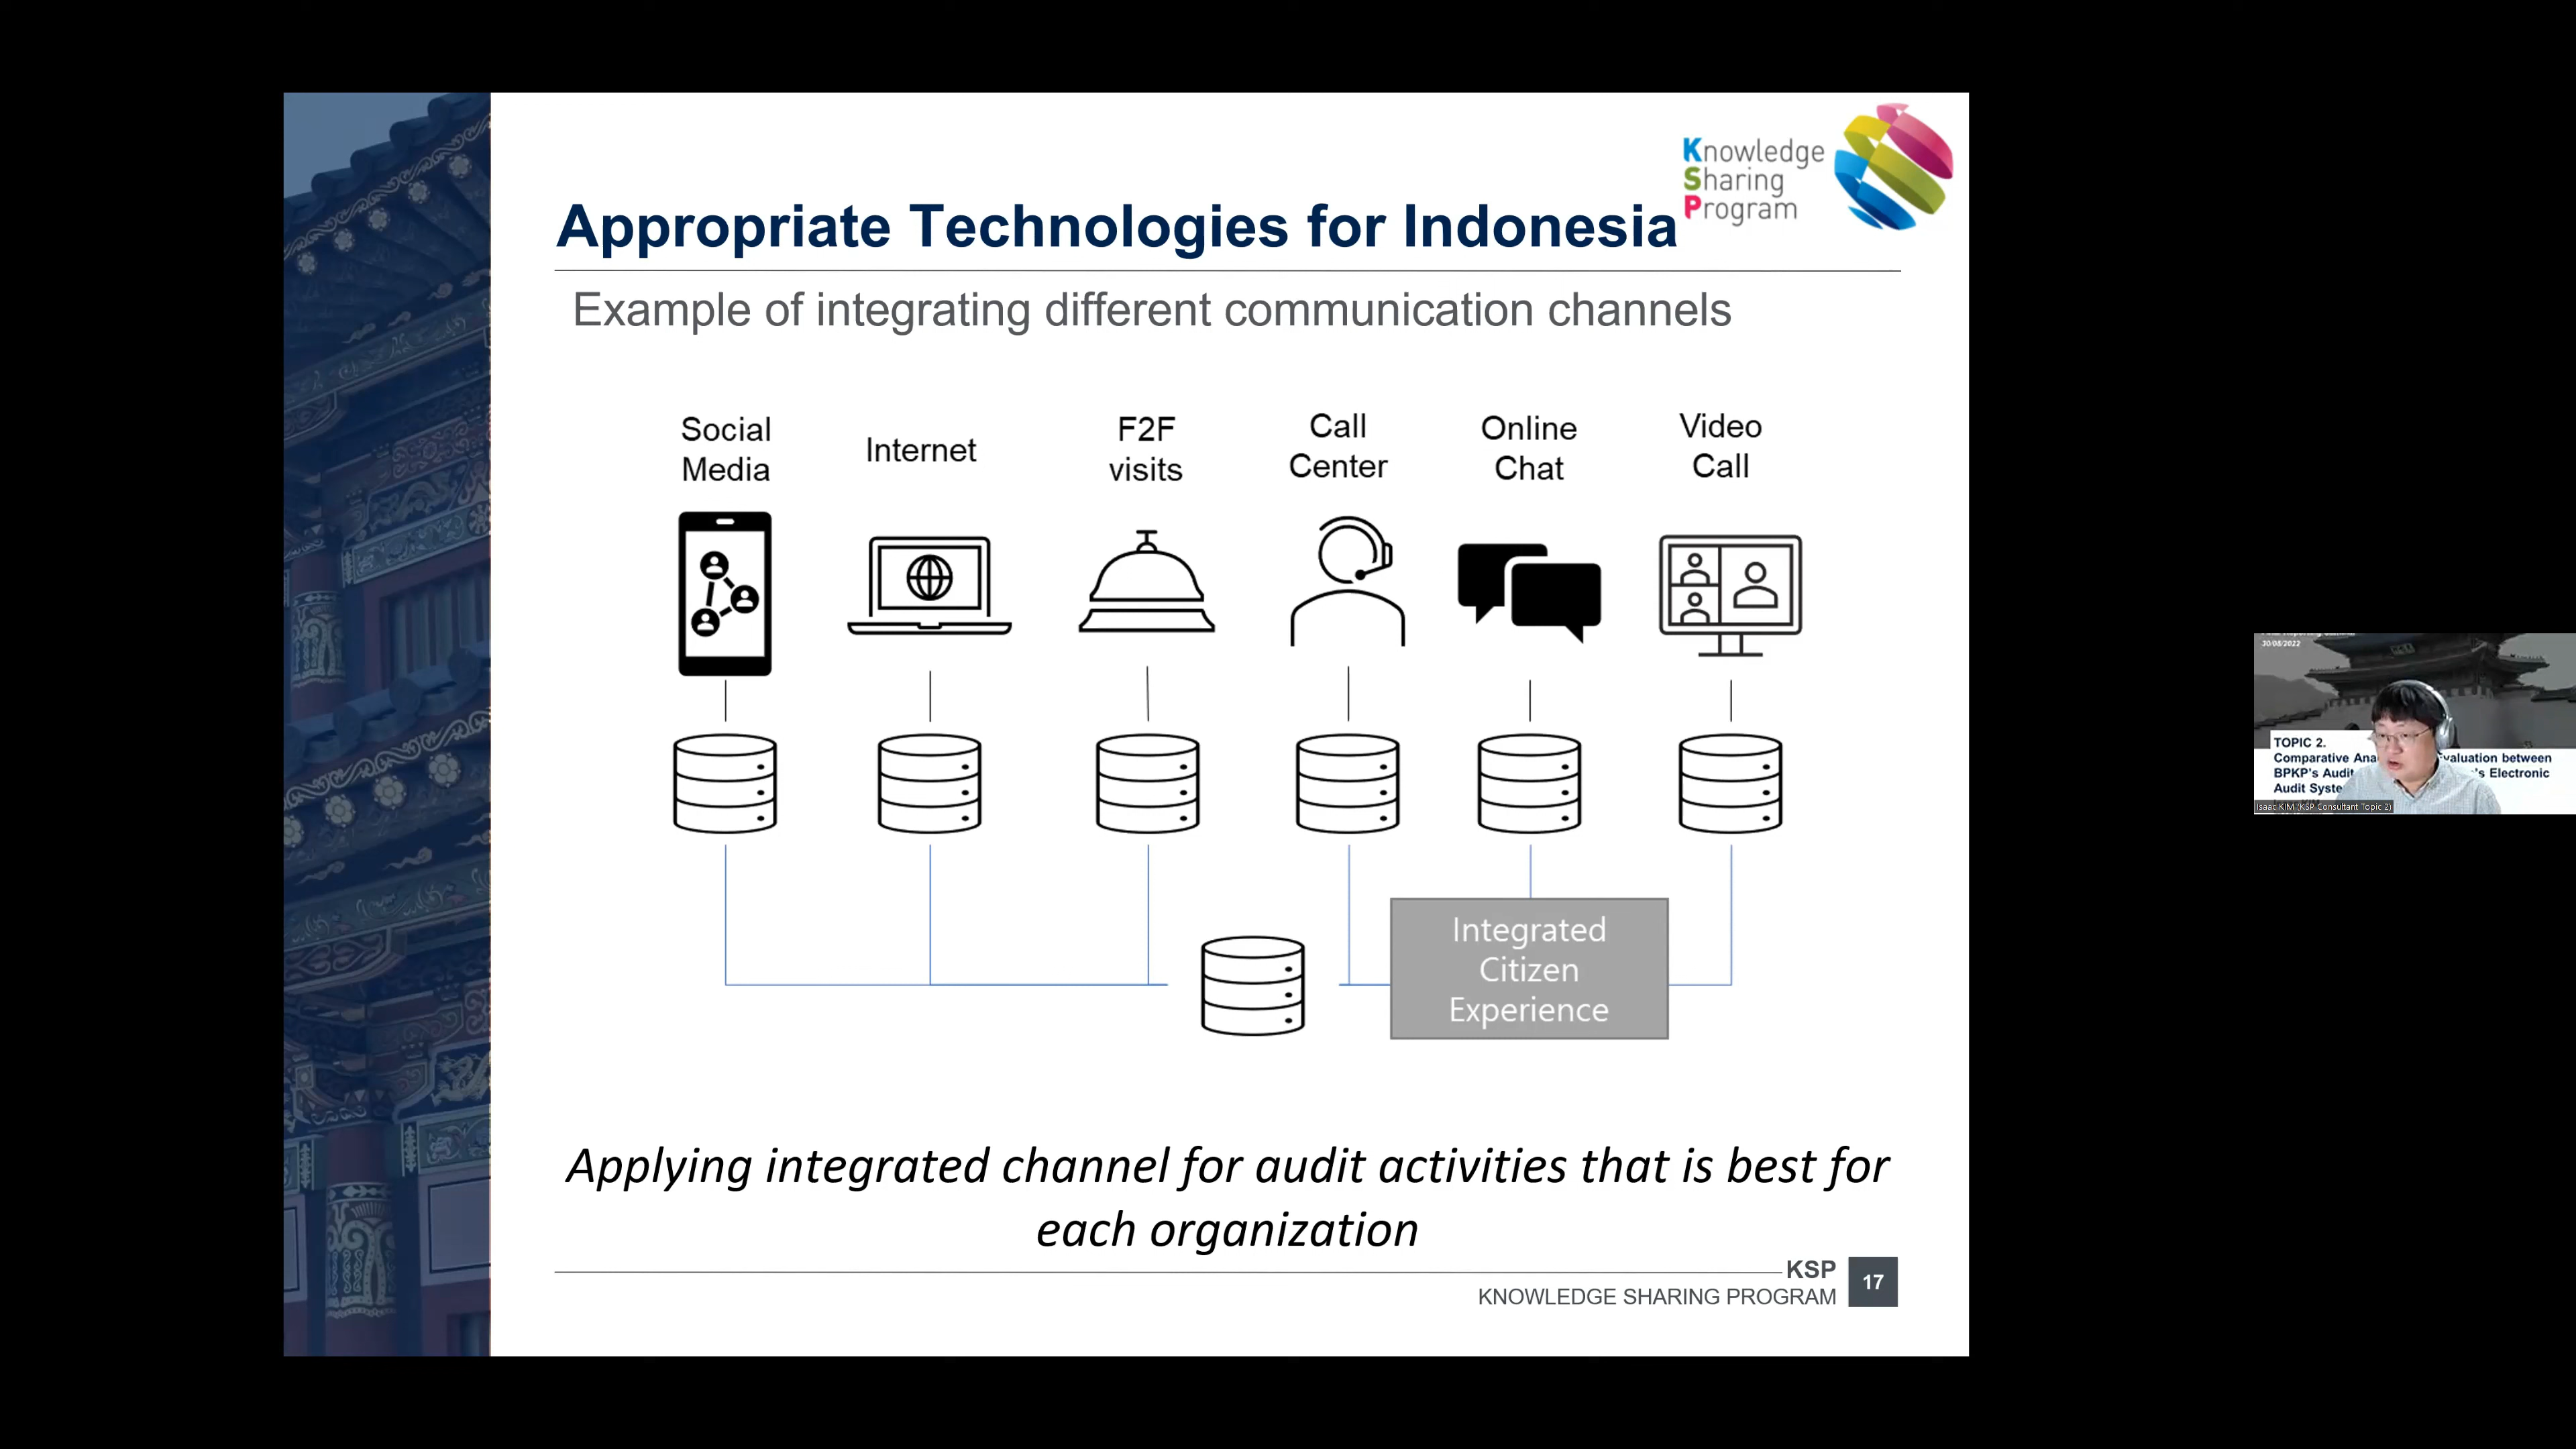 Knowledge
Sharing
Program
Appropriate Technologies for Indonesia
Example of integrating different communication channels
Social
Media
Internet
F2F
visits
Call
Center
Online
Chat
Video
Call
Integrated
Citizen
Experience
Applying integrated channel for audit activities that is best for
each organization
KSP
KNOWLEDGE SHARING PROGRAM
17
30/08/2022
TOPIC 2.
Comparative Ana valuation between
BPKP's Audit 's Electronic
Audit Syste
Isaac KIM (KSP Consultant Topic 2)